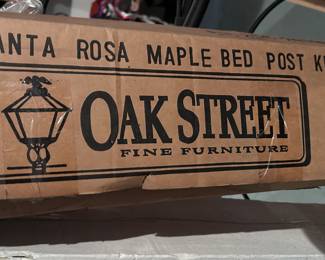 ANTA ROSA MAPLE BED POST K
OAK STREET
FINE FURNITURE